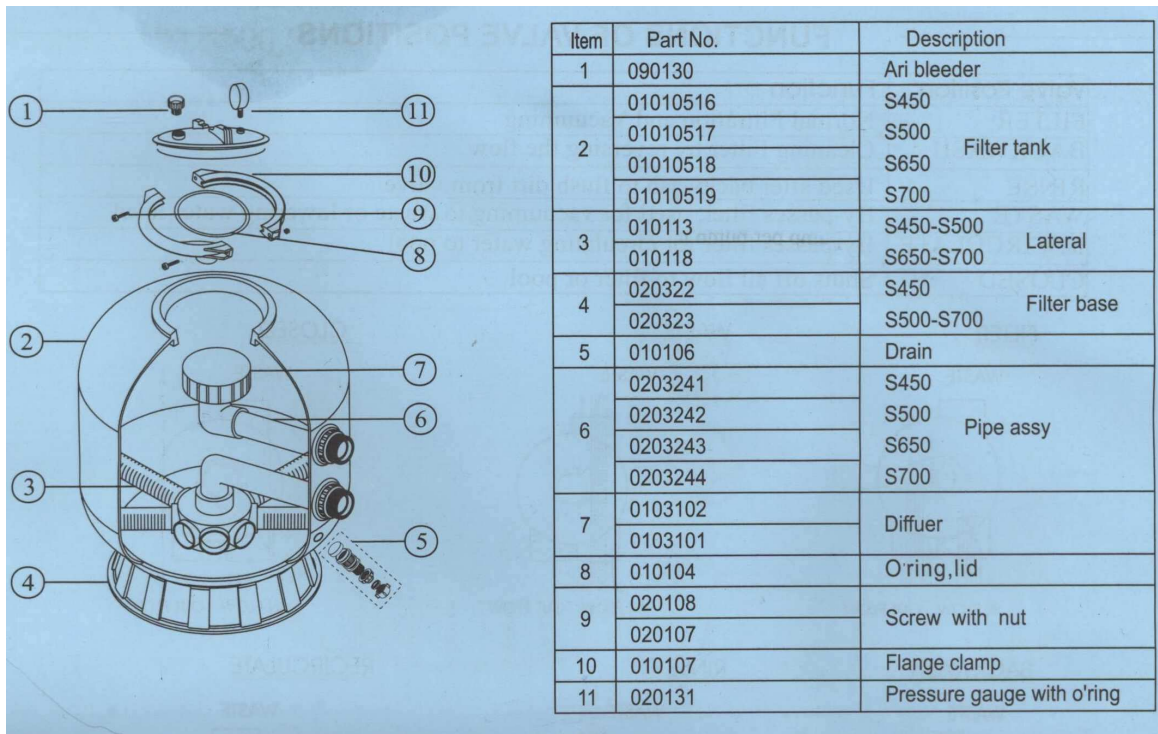 Item Part No. Description
1 090130 Ari bleeder
2 01010516 S450
01010517 S500
Filter tank
01010518 S650
01010519 S700
3 010113 S450-S500
Lateral
010118 S650-S700
4 020322 S450
Filter base
020323 S500-S700
5 010106 Drain
6 0203241 S450
0203242 S500
Pipe assy
0203243 S650
0203244 S700
7 0103102
Diffuer
0103101
8 010104 O'ring,lid
9 020108
Screw with nut
020107
10 010107 Flange clamp
11 020131 Pressure gauge with o'ring
1
11
10
9
8
2
7
6
3
5
4